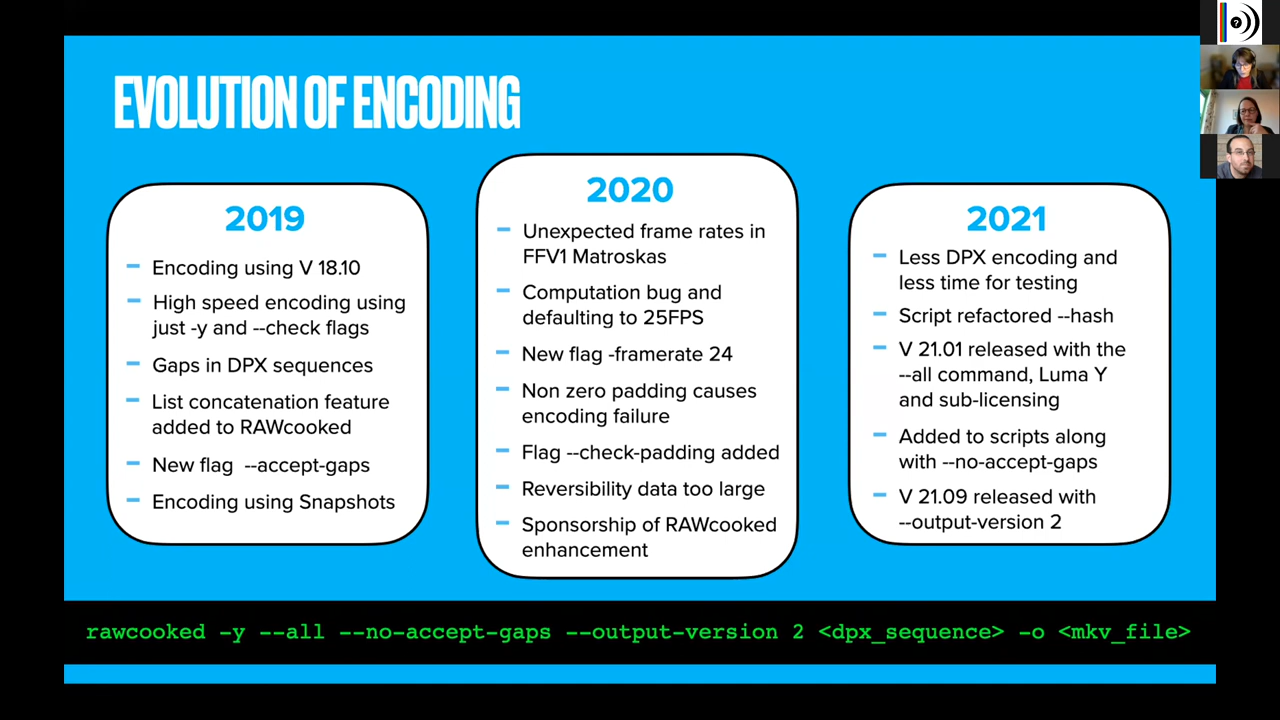 EVOLUTION OF ENCODING
2019
– Encoding using V 18.10
– High speed encoding using
just -y and --check flags
– Gaps in DPX sequences
– List concatenation feature
added to RAWcooked
– New flag --accept-gaps
– Encoding using Snapshots
2020
– Unexpected frame rates in
FFV1 Matroskas
– Computation bug and
defaulting to 25FPS
– New flag -framerate 24
– Non zero padding causes
encoding failure
– Flag --check-padding added
– Reversibility data too large
– Sponsorship of RAWcooked
enhancement
2021
– Less DPX encoding and
less time for testing
– Script refactored --hash
– V 21.01 released with the
--all command, Luma Y
and sub-licensing
– Added to scripts along
with --no-accept-gaps
– V 21.09 released with
--output-version 2
rawcooked -y --all --no-accept-gaps --output-version 2 <dpx_sequence> -o <mkv_file>
?